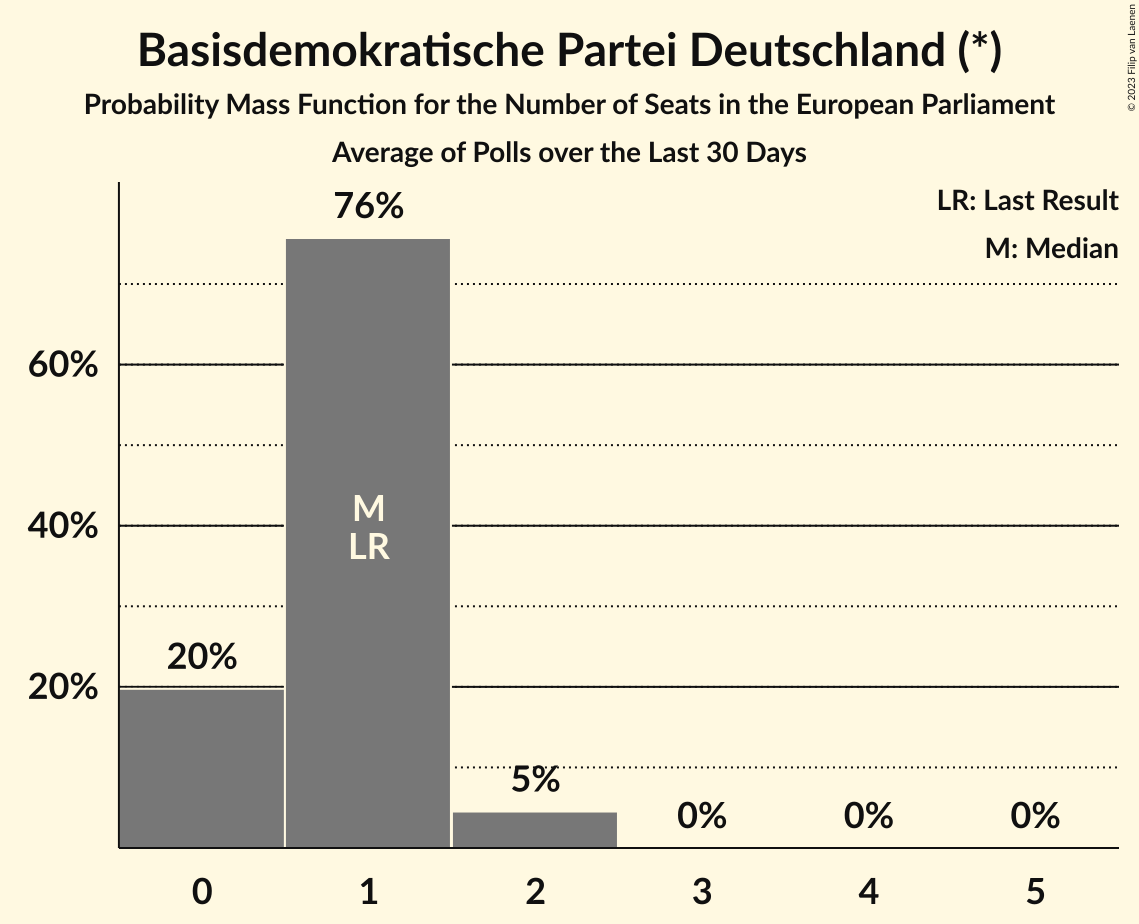 Basisdemokratische Partei Deutschland (*)
Probability Mass Function for the Number of Seats in the European Parliament
Average of Polls over the Last 30 Days
© 2023 Filip van Laenen
LR: Last Result
M: Median
76%
60%
M
40%
LR
20%
20%
5%
0%
0%
0%
0
1
2
3
4
5